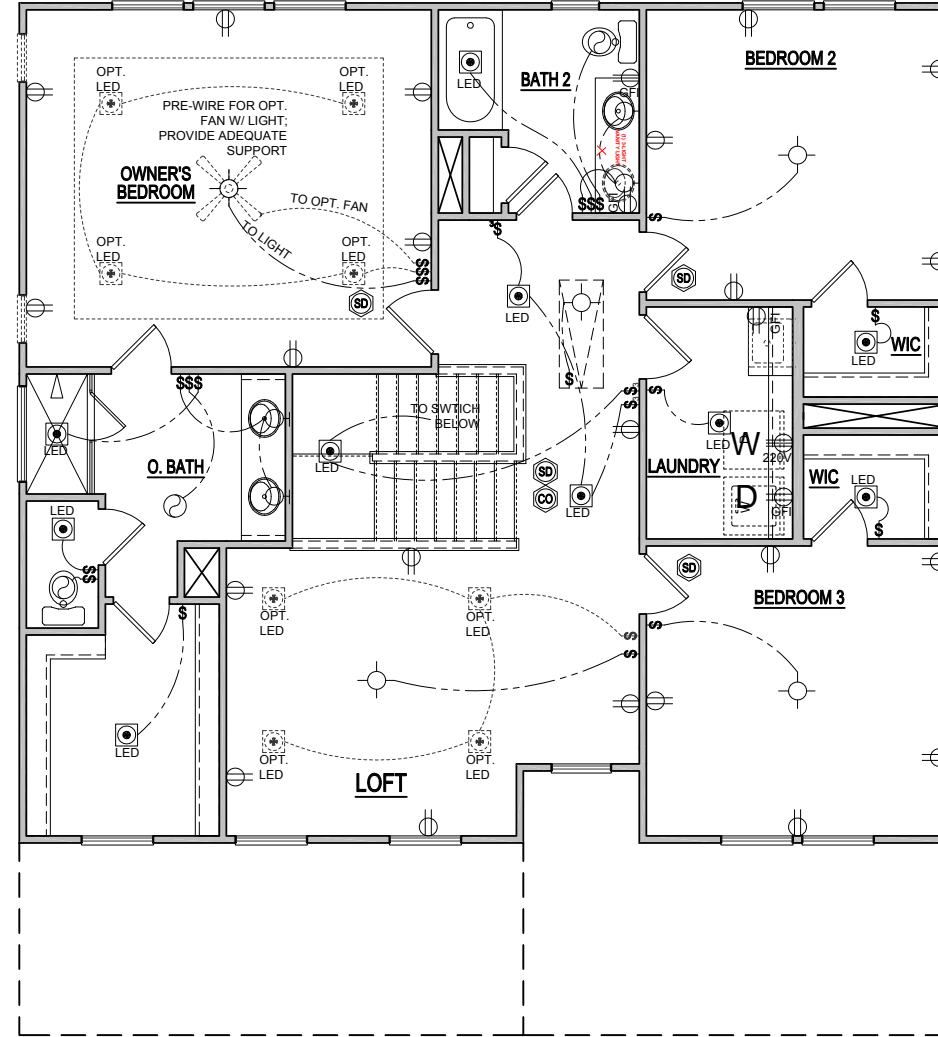 BEDROOM 2
BATH 2
LED
GFI
OPT.
LED
OPT.
LED
PRE-WIRE FOR OPT.
FAN W/ LIGHT;
PROVIDE ADEQUATE
SUPPORT
OWNER'S
BEDROOM
TO OPT. FAN
TO LIGHT
OPT.
LED
OPT.
LED
SD
$$$
$$$
GFI
$
$
SD
LED
$
GFI
$
WIC
LED
$$$
TO SWTICH
BELOW
$
$
$
LED
LED
O. BATH
LED
W
220V
LAUNDRY
D
GFI
SD
CO
LED
WIC
LED
$
LED
$$
SD
BEDROOM 3
$
OPT.
LED
OPT.
LED
$
$
$
LED
OPT.
LED
OPT.
LED
LOFT